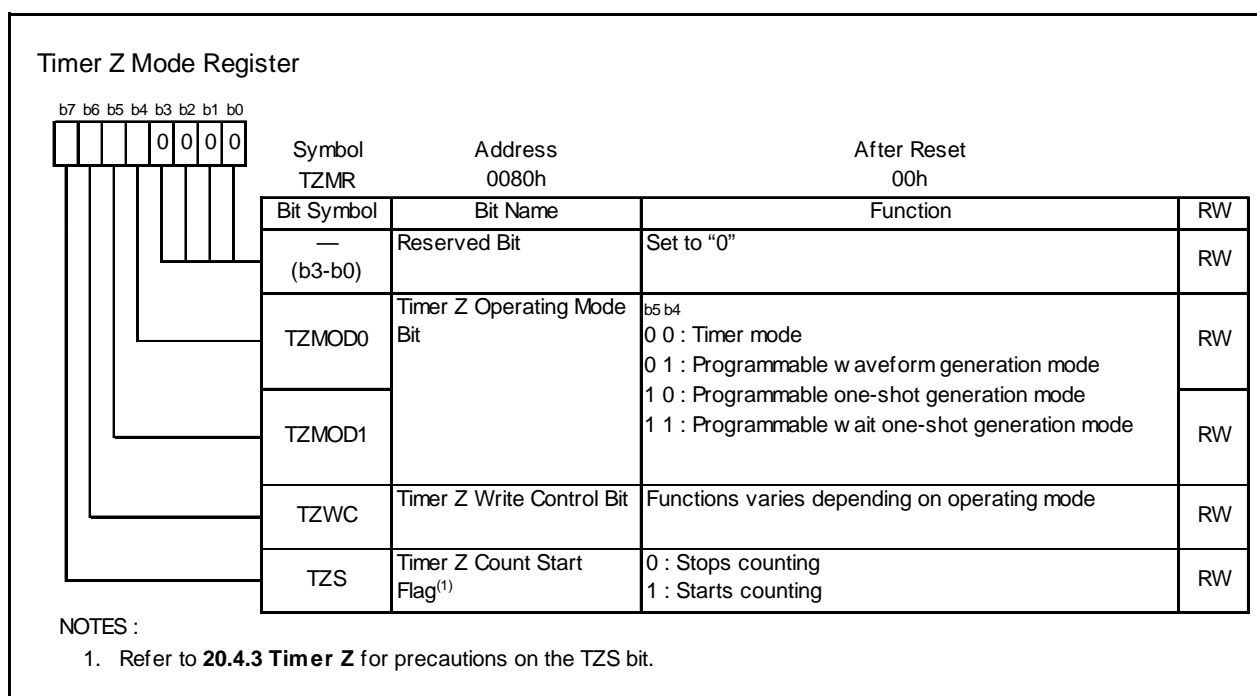 Timer Z Mode Register
b7 b6 b5 b4 b3 b2 b1 b0
0 0 0 0
Symbol Address After Reset
TZMR 0080h 00h
Bit Symbol Bit Name Function RW
—
(b3-b0)
Reserved Bit
Set to “0”
RW
TZMOD0
Timer Z Operating Mode
Bit
b5 b4
0 0 : Timer mode
0 1 : Programmable waveform generation mode
1 0 : Programmable one-shot generation mode
1 1 : Programmable wait one-shot generation mode
RW
TZMOD1
RW
TZWC
Timer Z Write Control Bit
Functions varies depending on operating mode
RW
TZS
Timer Z Count Start
Flag(1)
0 : Stops counting
1 : Starts counting
RW
NOTES :
1. Refer to 20.4.3 Timer Z for precautions on the TZS bit.